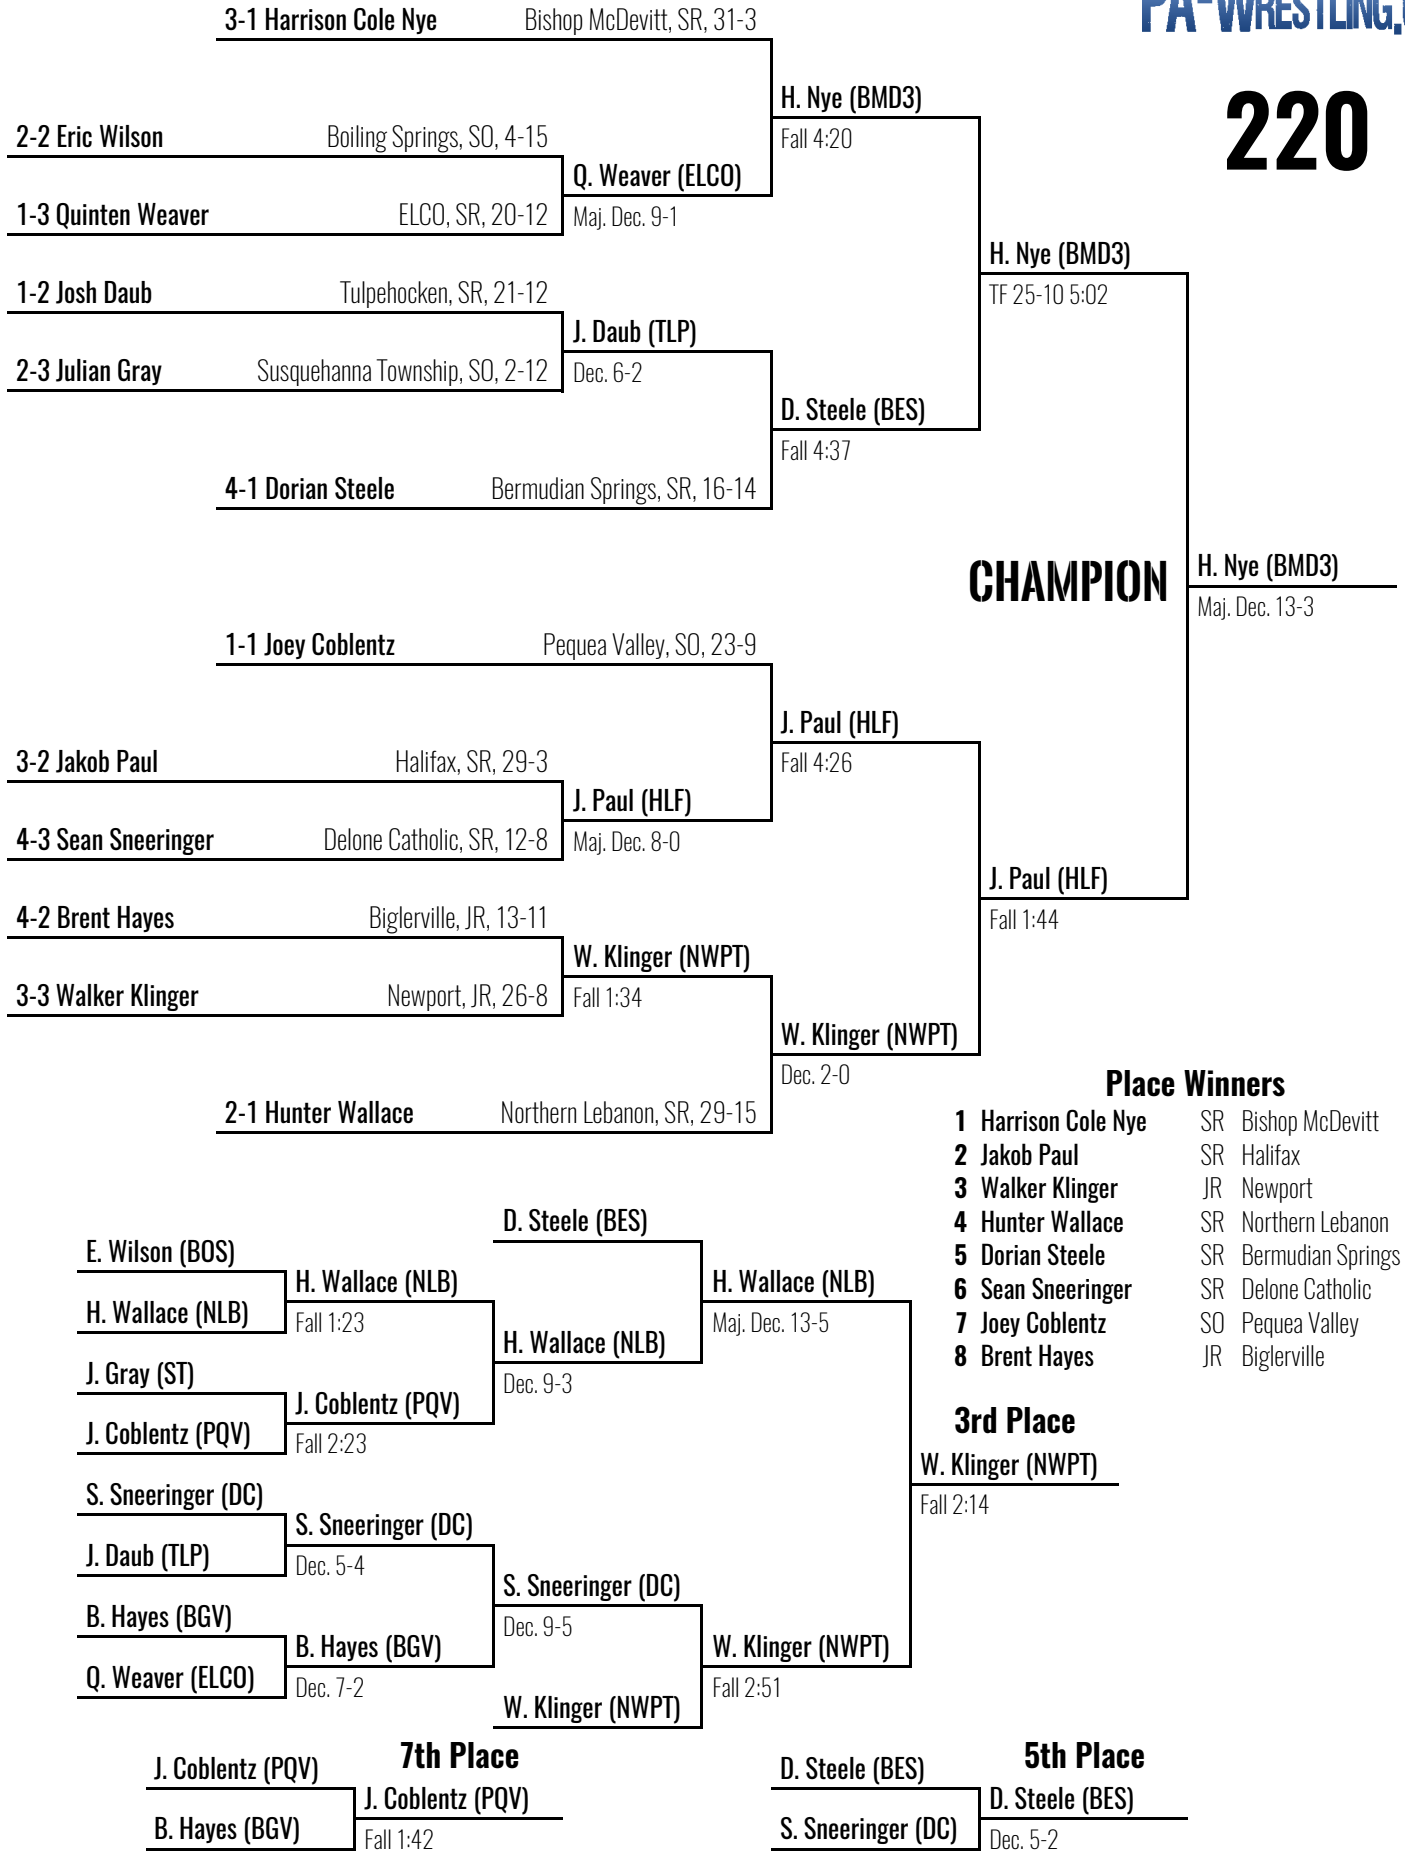 PA-WRESTLING.
220
3-1 Harrison Cole Nye Bishop McDevitt, SR, 31-3
H. Nye (BMD3)
Fall 4:20
2-2 Eric Wilson Boiling Springs, SO, 4-15
Q. Weaver (ELCO)
Maj. Dec. 9-1
1-3 Quinten Weaver ELCO, SR, 20-12
H. Nye (BMD3)
TF 25-10 5:02
1-2 Josh Daub Tulpehocken, SR, 21-12
J. Daub (TLP)
Dec. 6-2
2-3 Julian Gray Susquehanna Township, SO, 2-12
D. Steele (BES)
Fall 4:37
4-1 Dorian Steele Bermudian Springs, SR, 16-14
CHAMPION
H. Nye (BMD3)
Maj. Dec. 13-3
1-1 Joey Coblentz Pequea Valley, SO, 23-9
J. Paul (HLF)
Fall 4:26
3-2 Jakob Paul Halifax, SR, 29-3
J. Paul (HLF)
Maj. Dec. 8-0
4-3 Sean Sneeringer Delone Catholic, SR, 12-8
J. Paul (HLF)
Fall 1:44
4-2 Brent Hayes Biglerville, JR, 13-11
W. Klinger (NWPT)
Fall 1:34
3-3 Walker Klinger Newport, JR, 26-8
W. Klinger (NWPT)
Dec. 2-0
2-1 Hunter Wallace Northern Lebanon, SR, 29-15
Place Winners
1 Harrison Cole Nye SR Bishop McDevitt
2 Jakob Paul SR Halifax
3 Walker Klinger JR Newport
4 Hunter Wallace SR Northern Lebanon
5 Dorian Steele SR Bermudian Springs
6 Sean Sneeringer SR Delone Catholic
7 Joey Coblentz SO Pequea Valley
8 Brent Hayes JR Biglerville
D. Steele (BES)
E. Wilson (BOS)
H. Wallace (NLB)
Fall 1:23
H. Wallace (NLB)
H. Wallace (NLB)
Maj. Dec. 13-5
H. Wallace (NLB)
Dec. 9-3
J. Gray (ST)
J. Coblentz (PQV)
Fall 2:23
J. Coblentz (PQV)
3rd Place
W. Klinger (NWPT)
Fall 2:14
S. Sneeringer (DC)
S. Sneeringer (DC)
Dec. 5-4
J. Daub (TLP)
S. Sneeringer (DC)
Dec. 9-5
B. Hayes (BGV)
B. Hayes (BGV)
Dec. 7-2
Q. Weaver (ELCO)
W. Klinger (NWPT)
Fall 2:51
W. Klinger (NWPT)
7th Place
J. Coblentz (PQV)
J. Coblentz (PQV)
Fall 1:42
B. Hayes (BGV)
5th Place
D. Steele (BES)
D. Steele (BES)
Dec. 5-2
S. Sneeringer (DC)